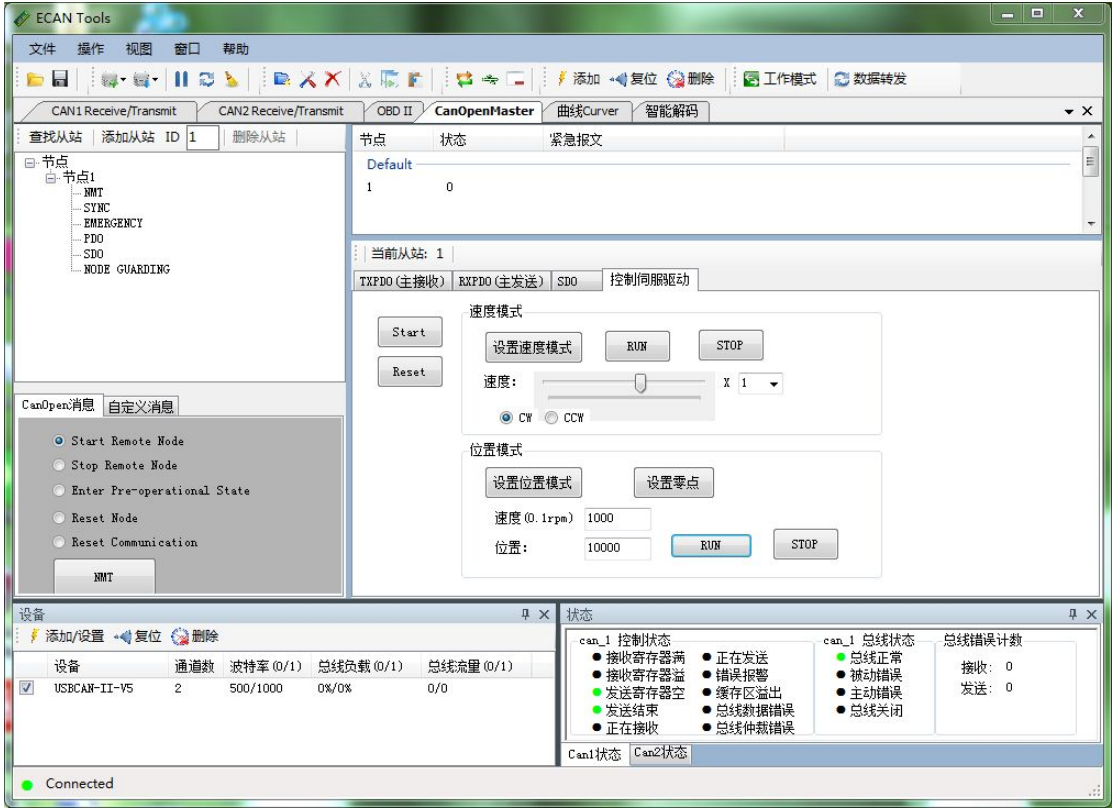 ECAN Tools
文件 操作 视图 窗口 帮助
添加 复位 删除 工作模式 数据转发
CAN1 Receive/Transmit CAN2 Receive/Transmit OBD II CanOpenMaster 曲线Curver 智能解码
查找从站 添加从站 ID 1 删除从站
节点
节点1
NMT
SYNC
EMERGENCY
PDO
SDO
NODE GUARDING
节点 状态 '紧急报文
Default
1 0
当前从站: 1
TXPDO(主接收) RXPDO(主发送) SDO 控制伺服驱动
Start
Reset
速度模式
设置速度模式 RUN STOP
速度: X 1
CW CCW
位置模式
设置位置模式 设置零点
速度(0.1rpm) 1000
位置: 10000 RUN STOP
CanOpen消息 自定义消息
Start Remote Node
Stop Remote Node
Enter Pre-operational State
Reset Node
Reset Communication
NMT
设备
添加/设置 复位 删除
设备 通道数 波特率(0/1) 总线负载(0/1) 总线流量(0/1)
USBCAN-II-V5 2 500/1000 0%/0% 0/0
状态
can_1 控制状态 can_1 总线状态 总线错误计数
接收寄存器满 正在发送 总线正常
接收寄存器溢 错误报警 被动错误 接收: 0
发送寄存器空 缓存区溢出 主动错误 发送: 0
发送结束 总线数据错误 总线关闭
正在接收 总线仲裁错误
Can1状态 Can2状态
Connected